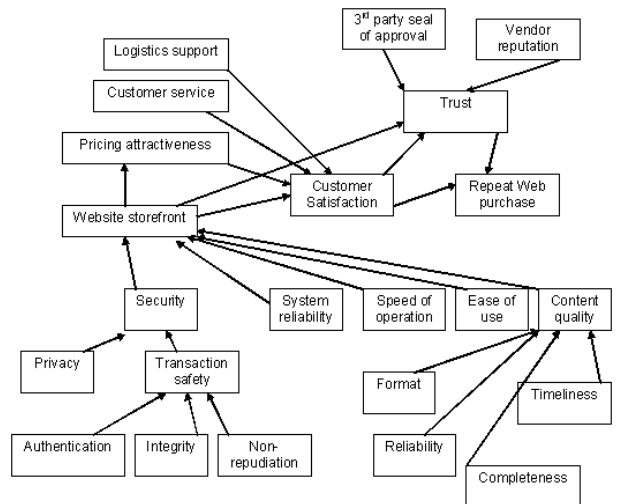 3rd party seal
of approval
Vendor
reputation
Logistics support
Customer service
Trust
Pricing attractiveness
Customer
Satisfaction
Repeat Web
purchase
Website storefront
Security
System
reliability
Speed of
operation
Ease of
use
Content
quality
Privacy
Transaction
safety
Format
Timeliness
Authentication
Integrity
Non-
repudiation
Reliability
Completeness